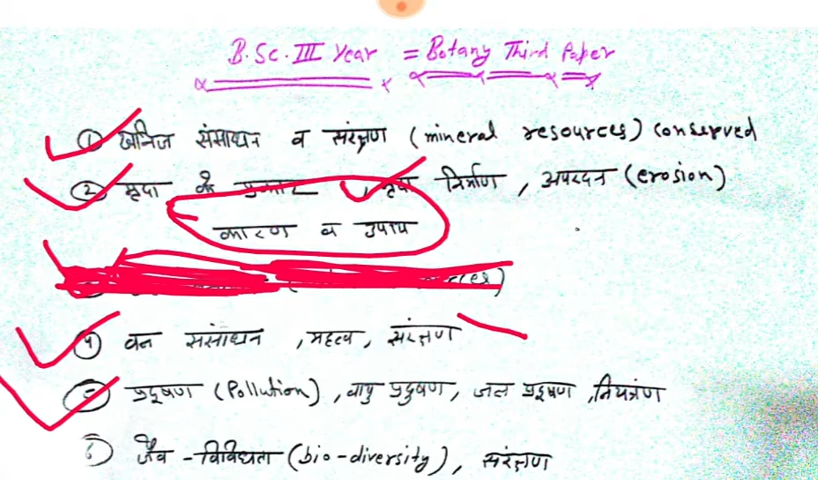 B.Sc. III Year = Botany Third Paper
① खनिज संसाधन व संरक्षण (mineral resources) conserved
② मृदा के प्रकार, मृदा निर्माण, अपरदन (erosion)
कारण व उपाय
④ वन संसाधन, महत्व, संरक्षण
प्रदूषण (Pollution), वायु प्रदुषण, जल प्रदूषण, नियंत्रण
⑥ जैव - विविधता (bio-diversity), संरक्षण